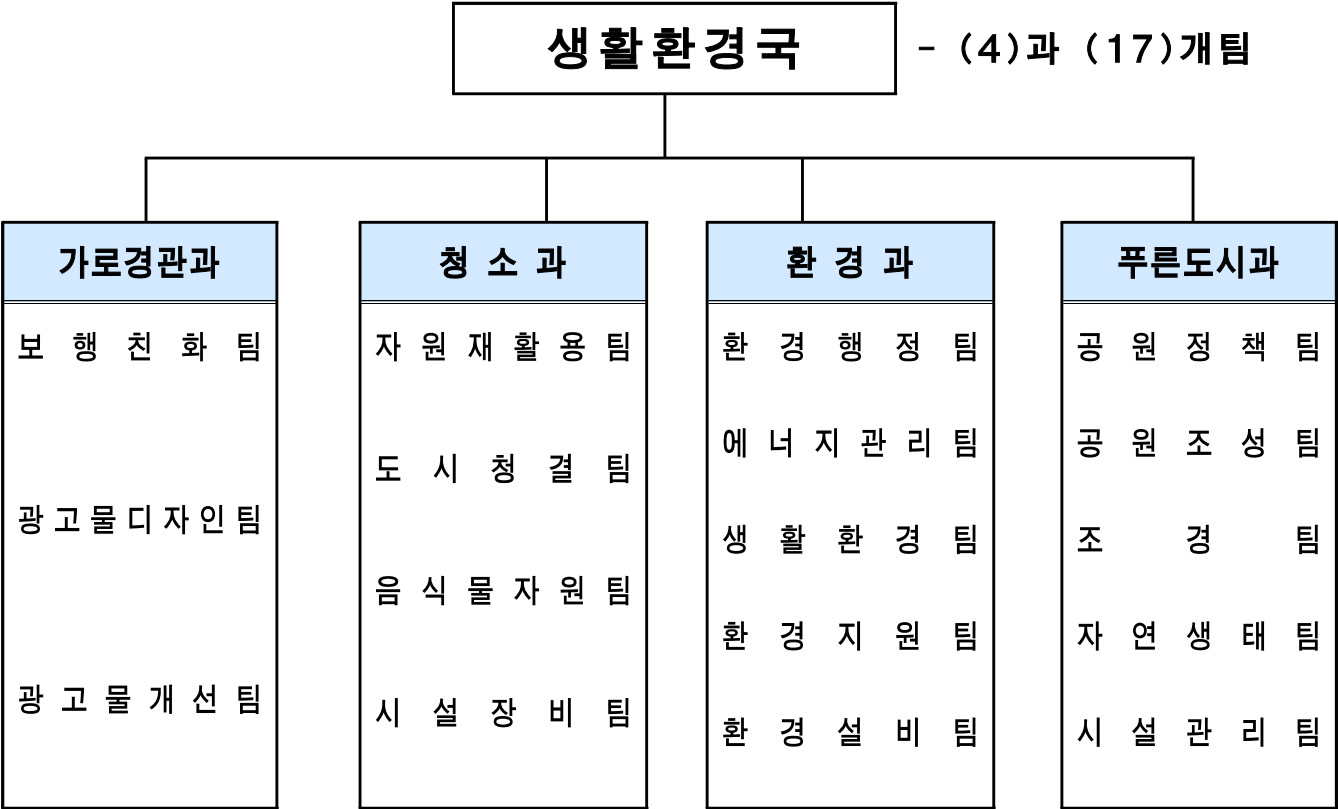 생활환경국 - (4)과 (17)개팀
가로경관과
보행친화팀
광고물디자인팀
광고물개선팀
청소과
자원재활용팀
도시청결팀
음식물자원팀
시설장비팀
환경과
환경행정팀
에너지관리팀
생활환경팀
환경지원팀
환경설비팀
푸른도시과
공원정책팀
공원조성팀
조경팀
자연생태팀
시설관리팀